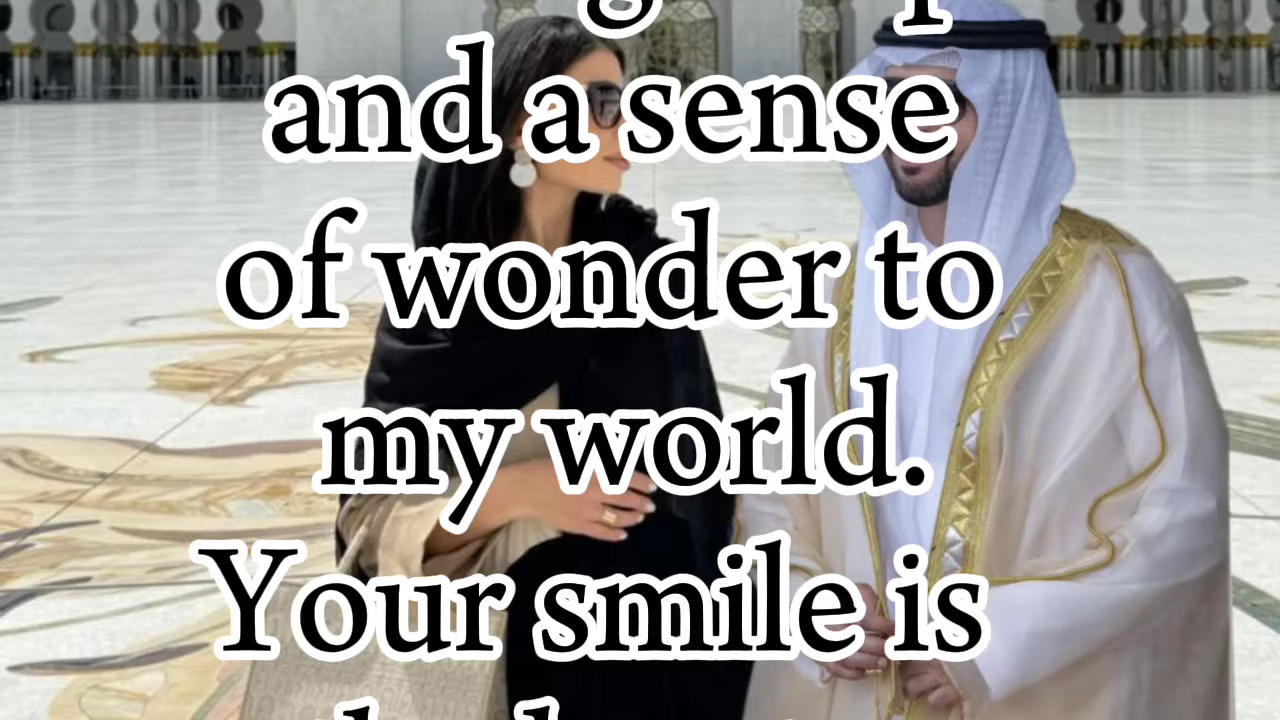 and a sense
of wonder to
my world.
Your smile is